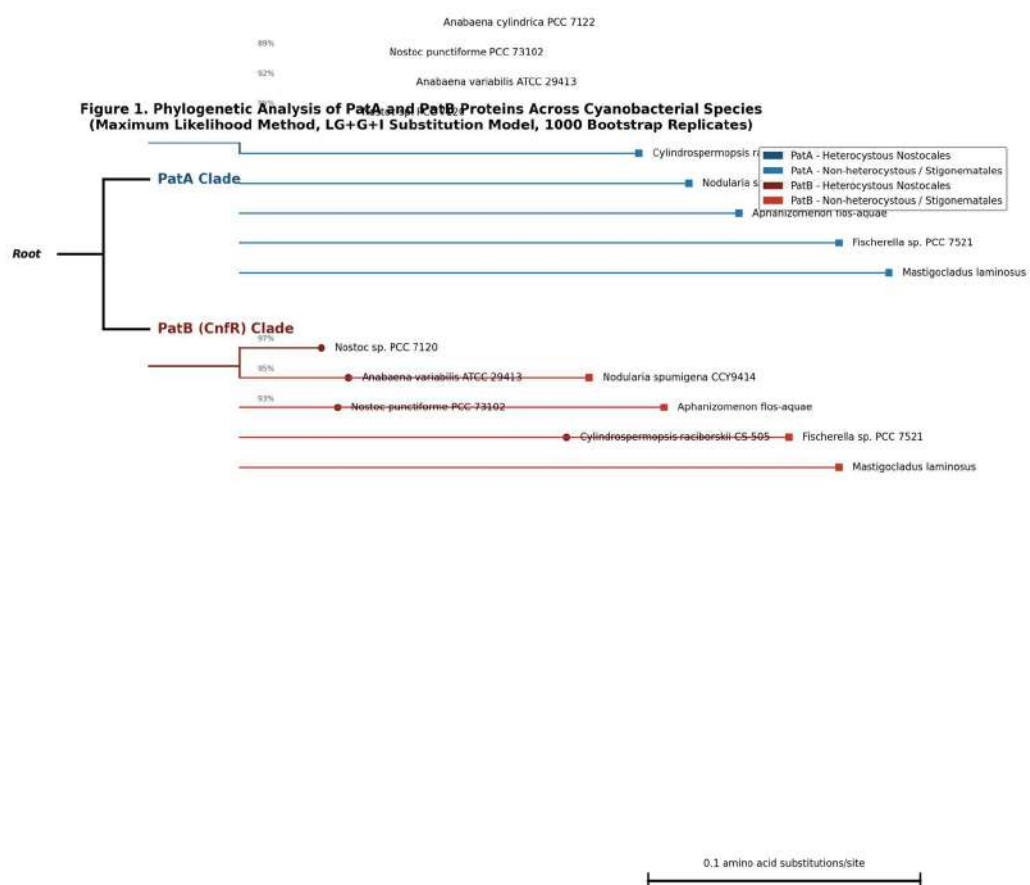 Anabaena cylindrica PCC 7122
89%
Nostoc punctiforme PCC 73102
92%
Anabaena variabilis ATCC 29413
Figure 1. Phylogenetic Analysis of PatA and PatB Proteins Across Cyanobacterial Species
(Maximum Likelihood Method, LG+G+I Substitution Model, 1000 Bootstrap Replicates)
Cylindrospermopsis
PatA - Heterocystous Nostocales
PatA - Non-heterocystous / Stigonematales
PatB - Heterocystous Nostocales
PatB - Non-heterocystous / Stigonematales
PatA Clade
Nodularia
Aphanizomenon flos-aquae
Fischerella sp. PCC 7521
Root
Mastigocladus laminosus
PatB (CnfR) Clade
97%
Nostoc sp. PCC 7120
95%
Anabaena variabilis ATCC 29413
Nodularia spumigena CCY9414
93%
Nostoc punctiforme PCC 73102
Aphanizomenon flos-aquae
Cylindrospermopsis raciborskii CS-505
Fischerella sp. PCC 7521
Mastigocladus laminosus
0.1 amino acid substitutions/site